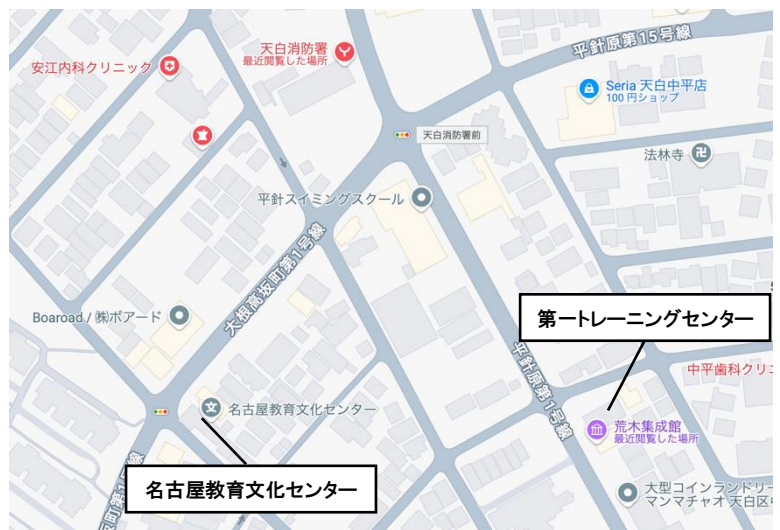 天白消防署
最近閲覧した場所
安江内科クリニック
平針原第15号線
Seria 天白中平店
100 円ショップ
天白消防署前
法林寺
平針スイミングスクール
大根高坂町第1号線
Boaroad / ㈱ボアード
第一トレーニングセンター
平針原第1号線
中平歯科クリニ
名古屋教育文化センター
荒木集成館
最近閲覧した場所
名古屋教育文化センター
大型コインランドリー
マンマチャオ 天白区